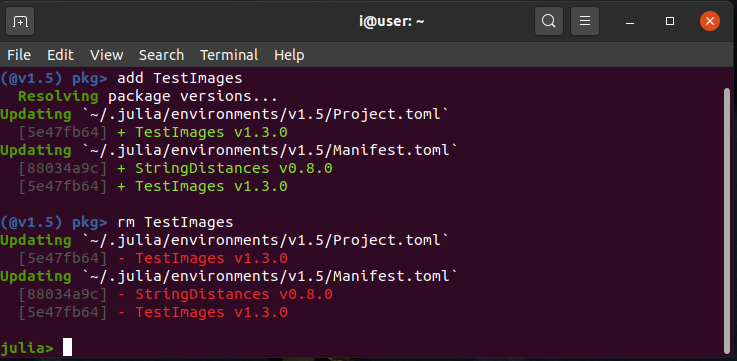 i@user: ~
File Edit View Search Terminal Help
(@v1.5) pkg> add TestImages
  Resolving package versions...
Updating `~/.julia/environments/v1.5/Project.toml`
  [5e47fb64] + TestImages v1.3.0
Updating `~/.julia/environments/v1.5/Manifest.toml`
  [88034a9c] + StringDistances v0.8.0
  [5e47fb64] + TestImages v1.3.0
(@v1.5) pkg> rm TestImages
Updating `~/.julia/environments/v1.5/Project.toml`
  [5e47fb64] - TestImages v1.3.0
Updating `~/.julia/environments/v1.5/Manifest.toml`
  [88034a9c] - StringDistances v0.8.0
  [5e47fb64] - TestImages v1.3.0
julia>